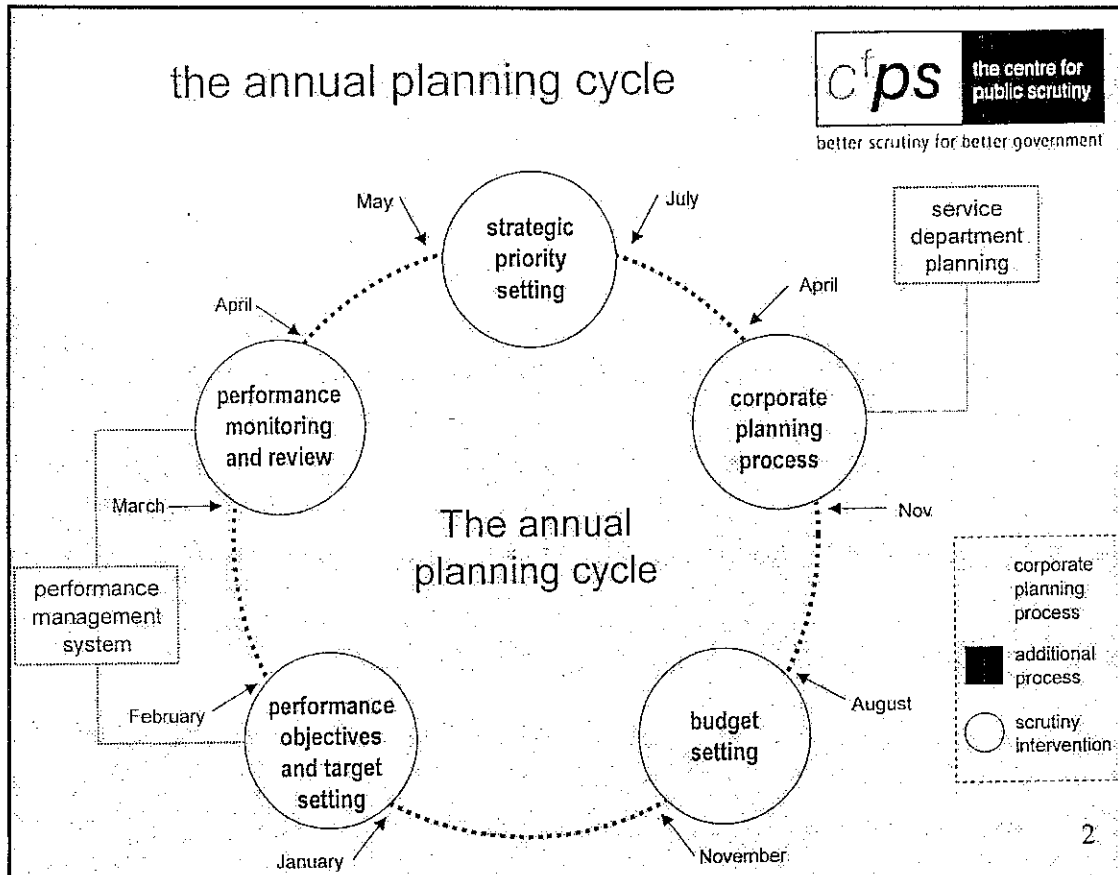 the annual planning cycle
cfps
the centre for
public scrutiny
better scrutiny for better government
May
strategic
priority
setting
July
service
department
planning
April
performance
monitoring
and review
April
corporate
planning
process
March
The annual
planning cycle
Nov
performance
management
system
corporate
planning
process
additional
process
scrutiny
intervention
February
performance
objectives
and target
setting
budget
setting
August
January
November
2